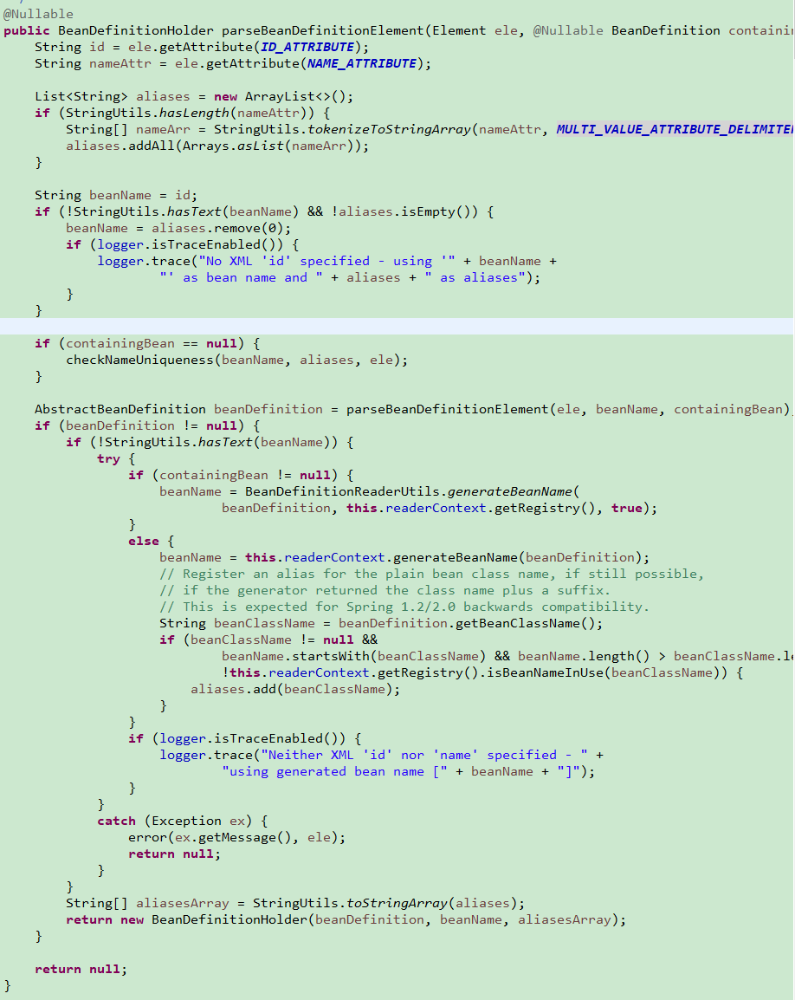 @Nullable
public BeanDefinitionHolder parseBeanDefinitionElement(Element ele, @Nullable BeanDefinition
    String id = ele.getAttribute(ID_ATTRIBUTE);
    String nameAttr = ele.getAttribute(NAME_ATTRIBUTE);
    List<String> aliases = new ArrayList<>();
    if (StringUtils.hasLength(nameAttr)) {
        String[] nameArr = StringUtils.tokenizeToStringArray(nameAttr, MULTI_VALUE_ATTRIBUTE_DELIMITE
        aliases.addAll(Arrays.asList(nameArr));
    }
    String beanName = id;
    if (!StringUtils.hasText(beanName) && !aliases.isEmpty()) {
        beanName = aliases.remove(0);
        if (logger.isTraceEnabled()) {
            logger.trace("No XML 'id' specified - using '" + beanName +
                    "' as bean name and " + aliases + " as aliases");
        }
    }
    if (containingBean == null) {
        checkNameUniqueness(beanName, aliases, ele);
    }
    AbstractBeanDefinition beanDefinition = parseBeanDefinitionElement(ele, beanName, containingBean)
    if (beanDefinition != null) {
        if (!StringUtils.hasText(beanName)) {
            try {
                if (containingBean != null) {
                    beanName = BeanDefinitionReaderUtils.generateBeanName(
                            beanDefinition, this.readerContext.getRegistry(), true);
                }
                else {
                    beanName = this.readerContext.generateBeanName(beanDefinition);
                    // Register an alias for the plain bean class name, if still possible,
                    // if the generator returned the class name plus a suffix.
                    // This is expected for Spring 1.2/2.0 backwards compatibility.
                    String beanClassName = beanDefinition.getBeanClassName();
                    if (beanClassName != null &&
                            beanName.startsWith(beanClassName) && beanName.length() > beanClassName.l
                            !this.readerContext.getRegistry().isBeanNameInUse(beanClassName)) {
                        aliases.add(beanClassName);
                    }
                }
                if (logger.isTraceEnabled()) {
                    logger.trace("Neither XML 'id' nor 'name' specified - " +
                            "using generated bean name [" + beanName + "]");
                }
            }
            catch (Exception ex) {
                error(ex.getMessage(), ele);
                return null;
            }
        }
        String[] aliasesArray = StringUtils.toStringArray(aliases);
        return new BeanDefinitionHolder(beanDefinition, beanName, aliasesArray);
    }
    return null;
}